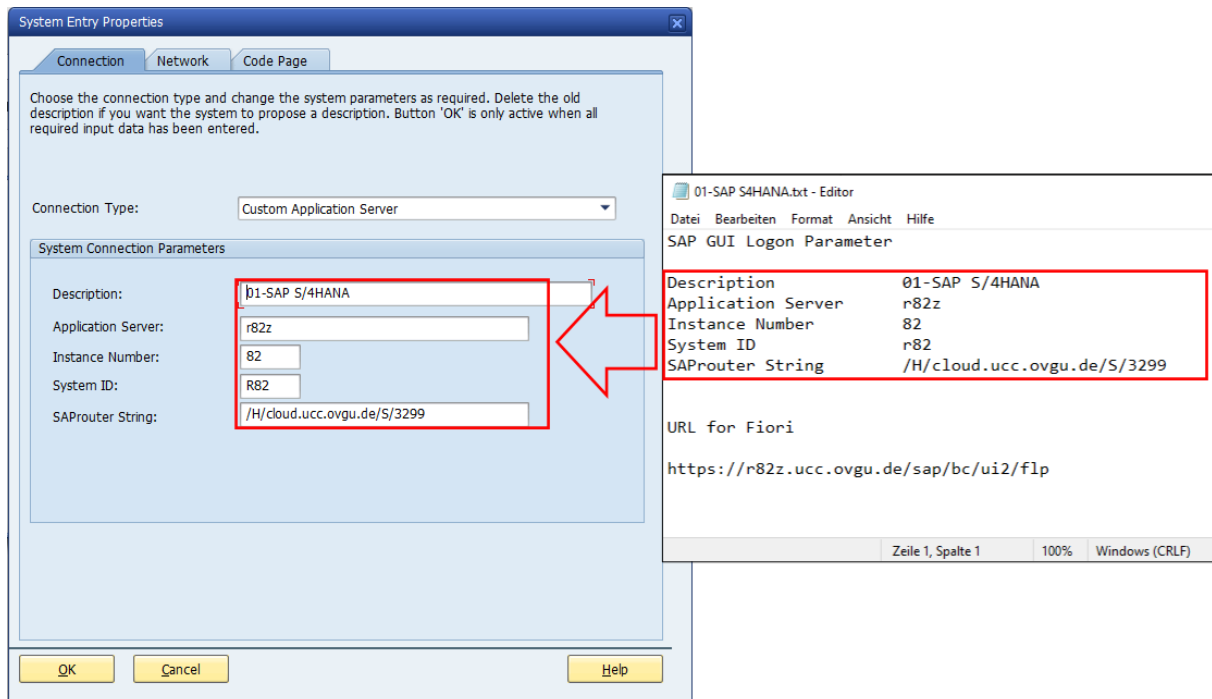 System Entry Properties
Connection
Network
Code Page
Choose the connection type and change the system parameters as required. Delete the old
description if you want the system to propose a description. Button 'OK' is only active when all
required input data has been entered.
Connection Type:
Custom Application Server
System Connection Parameters
Description:
01-SAP S/4HANA
Application Server:
r82z
Instance Number:
82
System ID:
R82
SAProuter String:
/H/cloud.ucc.ovgu.de/S/3299
OK
Cancel
Help
01-SAP S4HANA.txt - Editor
Datei Bearbeiten Format Ansicht Hilfe
SAP GUI Logon Parameter
Description 01-SAP S/4HANA
Application Server r82z
Instance Number 82
System ID r82
SAProuter String /H/cloud.ucc.ovgu.de/S/3299
URL for Fiori
https://r82z.ucc.ovgu.de/sap/bc/ui2/flp
Zeile 1, Spalte 1 100% Windows (CRLF)